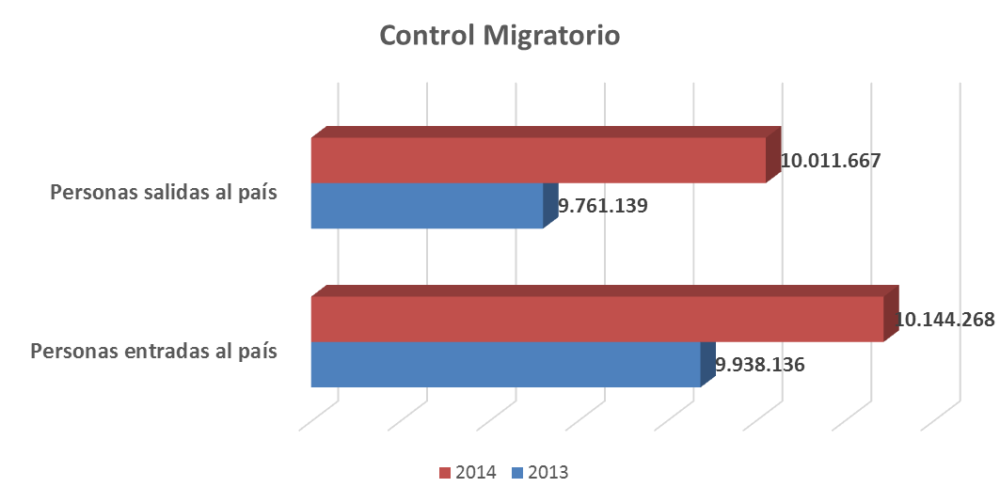 Control Migratorio
Personas salidas al país
10.011.667
9.761.139
Personas entradas al país
10.144.268
9.938.136
2014
2013